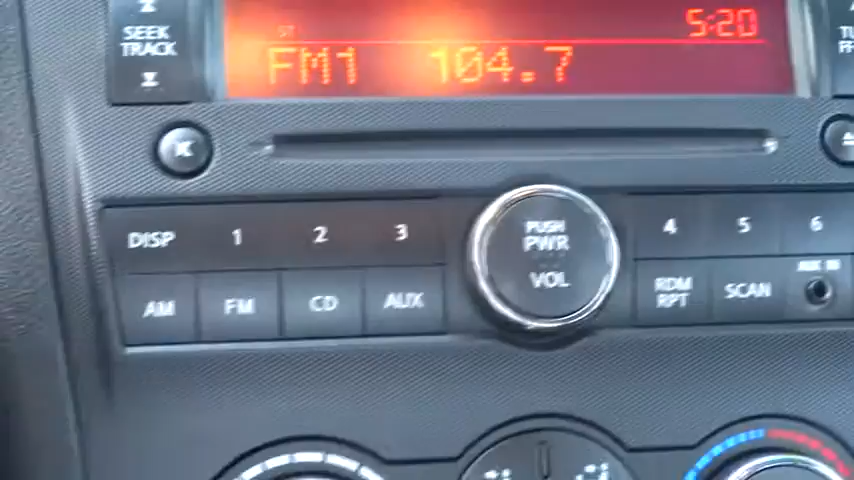 SEEK
TRACK
ST
5:20
FM1 104.7
DISP
1
2
3
PUSH
PWR
VOL
4
5
6
AM
FM
CD
AUX
RDM
RPT
SCAN
AUX IN